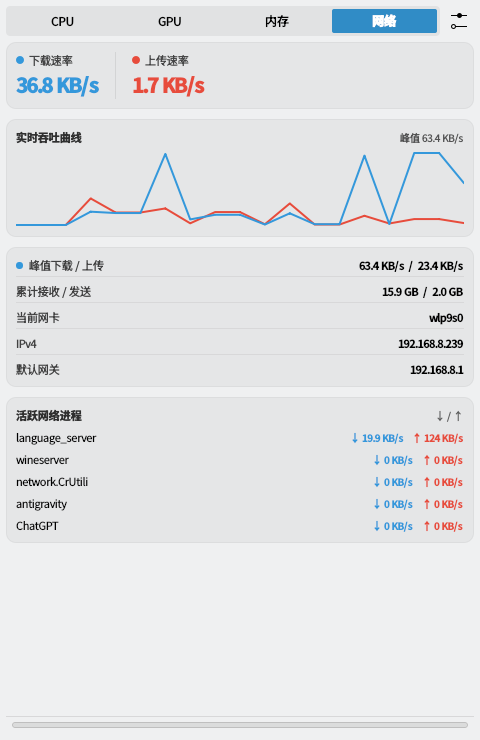 CPU GPU 内存 网络
下载速率 上传速率
36.8 KB/s 1.7 KB/s
实时吞吐曲线 峰值 63.4 KB/s
峰值下载 / 上传 63.4 KB/s / 23.4 KB/s
累计接收 / 发送 15.9 GB / 2.0 GB
当前网卡 wlp9s0
IPv4 192.168.8.239
默认网关 192.168.8.1
活跃网络进程 ↓ / ↑
language_server ↓ 19.9 KB/s ↑ 124 KB/s
wineserver ↓ 0 KB/s ↑ 0 KB/s
network.CrUtili ↓ 0 KB/s ↑ 0 KB/s
antigravity ↓ 0 KB/s ↑ 0 KB/s
ChatGPT ↓ 0 KB/s ↑ 0 KB/s